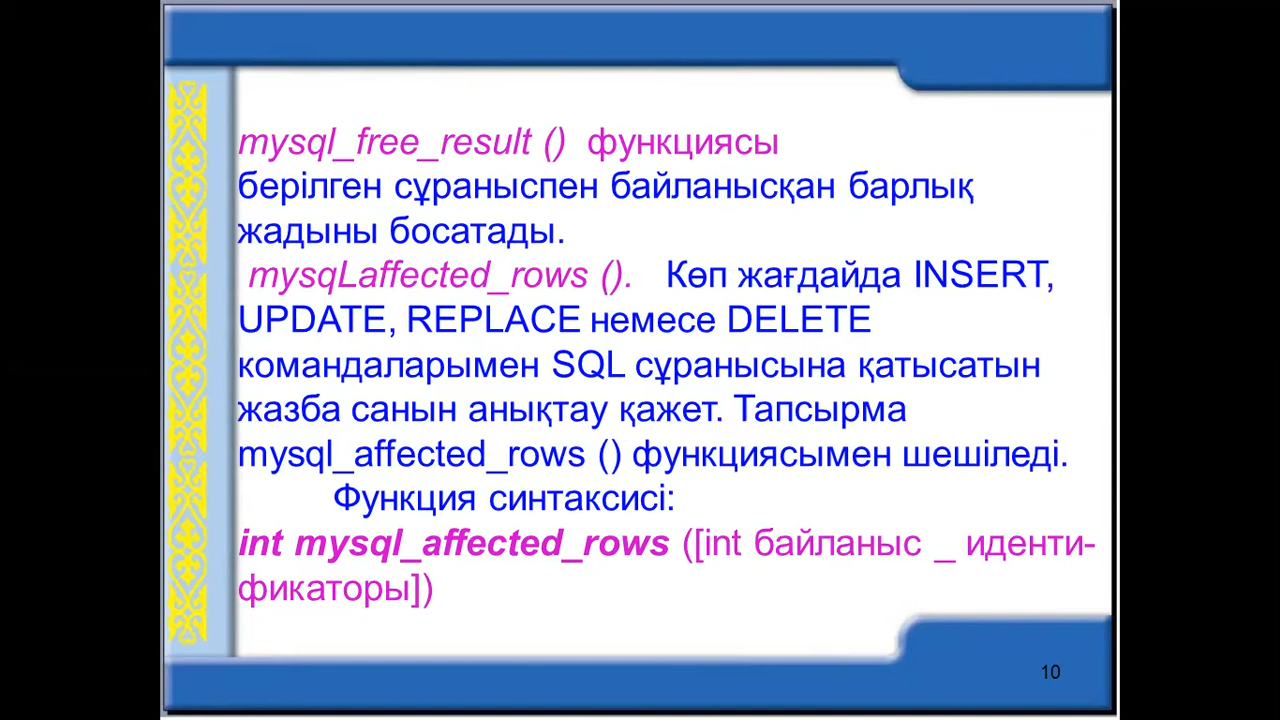 mysql_free_result () функциясы
берілген сұраныспен байланысқан барлық
жадыны босатады.
mysqLaffected_rows (). Көп жағдайда INSERT,
UPDATE, REPLACE немесе DELETE
командаларымен SQL сұранысына қатысатын
жазба санын анықтау қажет. Тапсырма
mysql_affected_rows () функциясымен шешіледі.
Функция синтаксисі:
int mysql_affected_rows ([int байланыс _ иденти-
фикаторы])
10